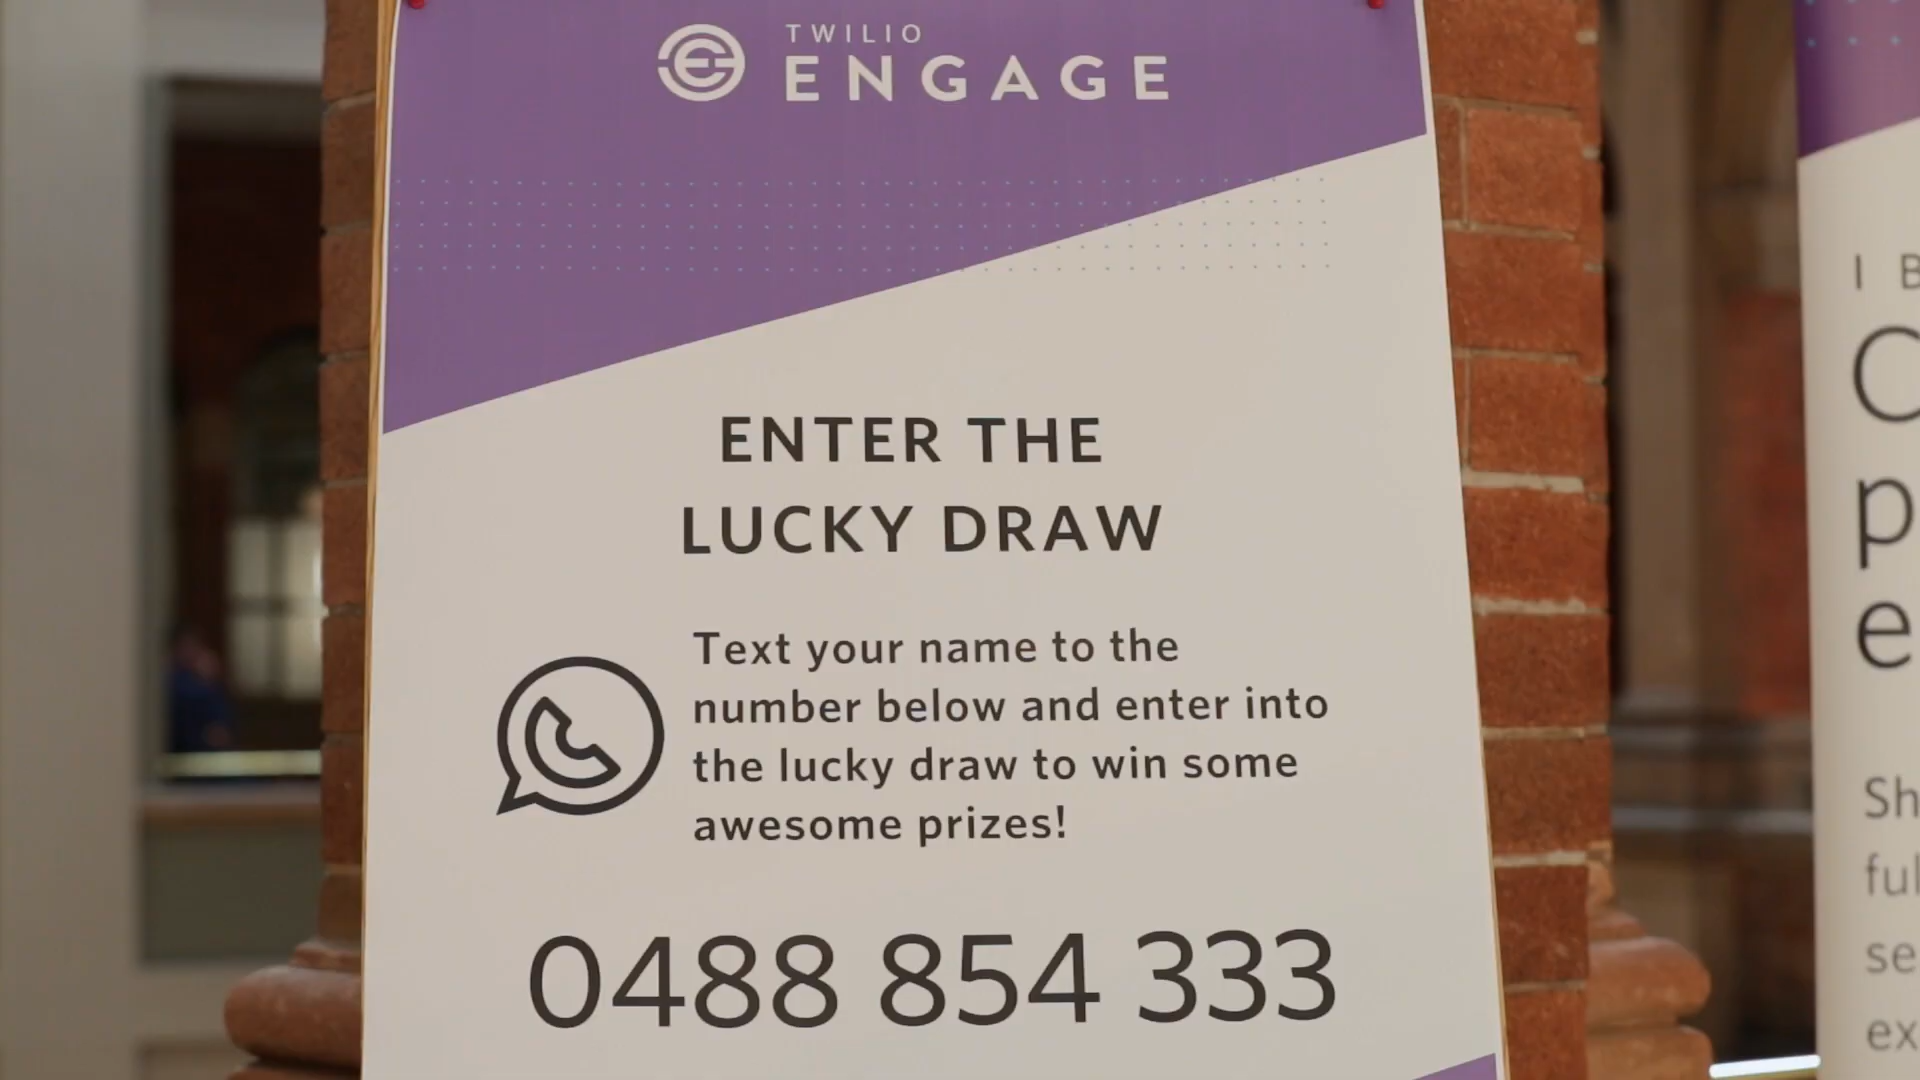 TWILIO
ENGAGE
ENTER THE
LUCKY DRAW
Text your name to the
number below and enter into
the lucky draw to win some
awesome prizes!
0488 854 333
I